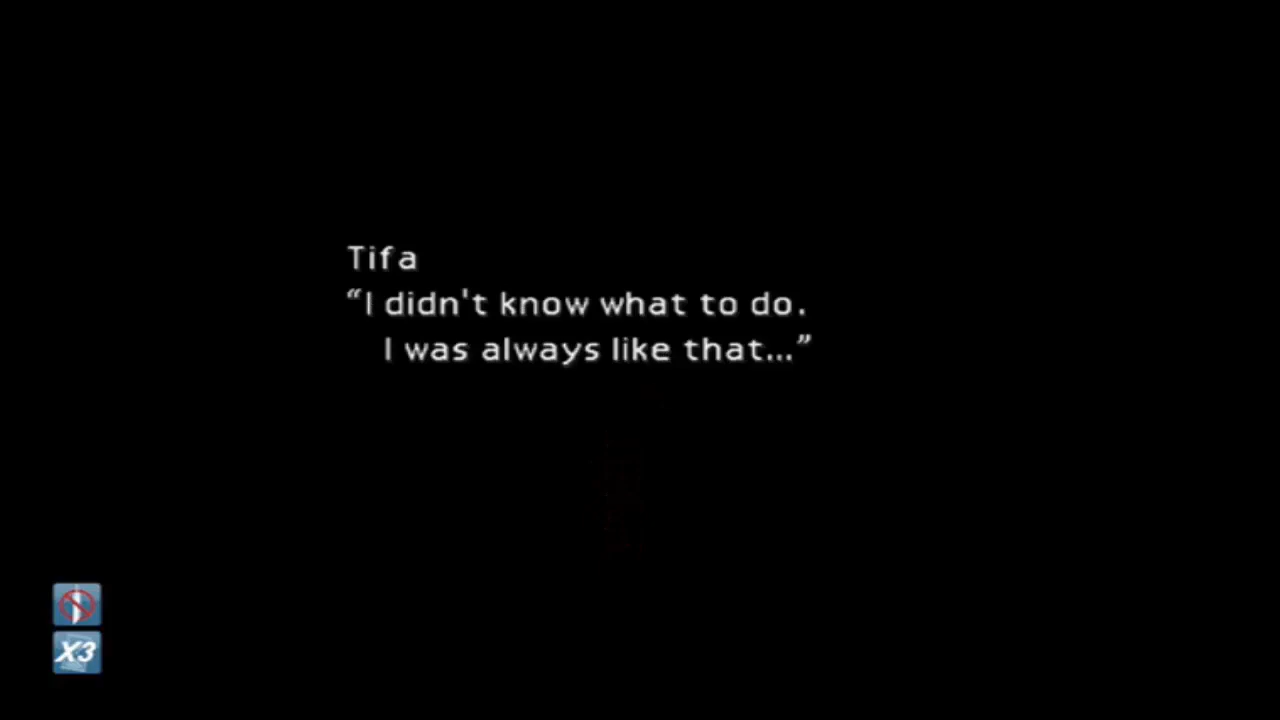 Tifa
“I didn't know what to do.
I was always like that...”
X3